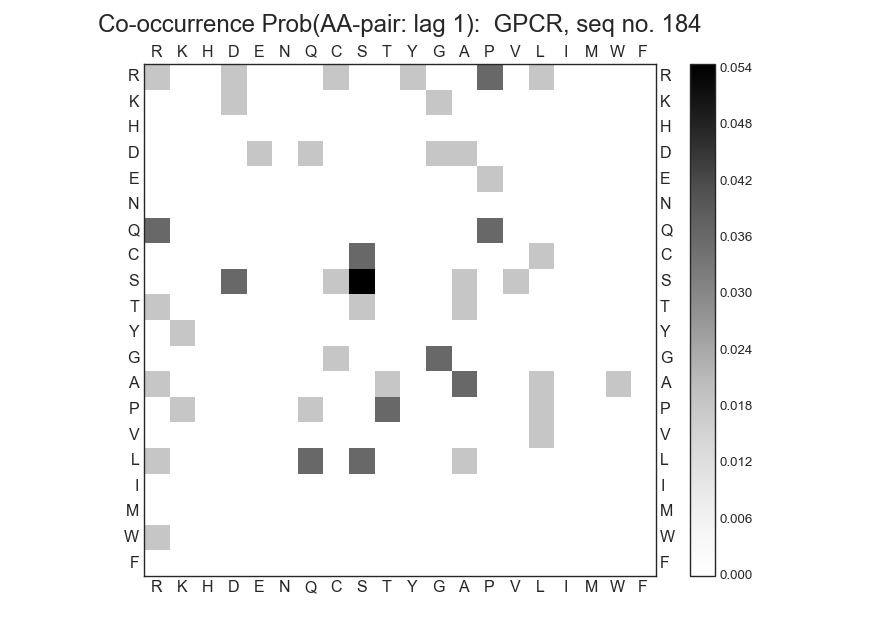 Co-occurrence Prob(AA-pair: lag 1):  GPCR, seq no. 184
R K H D E N Q C S T Y G A P V L I M W F
R R 0.054
K K
H H 0.048
D D
E E 0.042
N N
Q Q 0.036
C C
S S 0.030
T T
Y Y 0.024
G G
A A
P P 0.018
V V
L L 0.012
I I
M M 0.006
W W
F F 0.000
R K H D E N Q C S T Y G A P V L I M W F